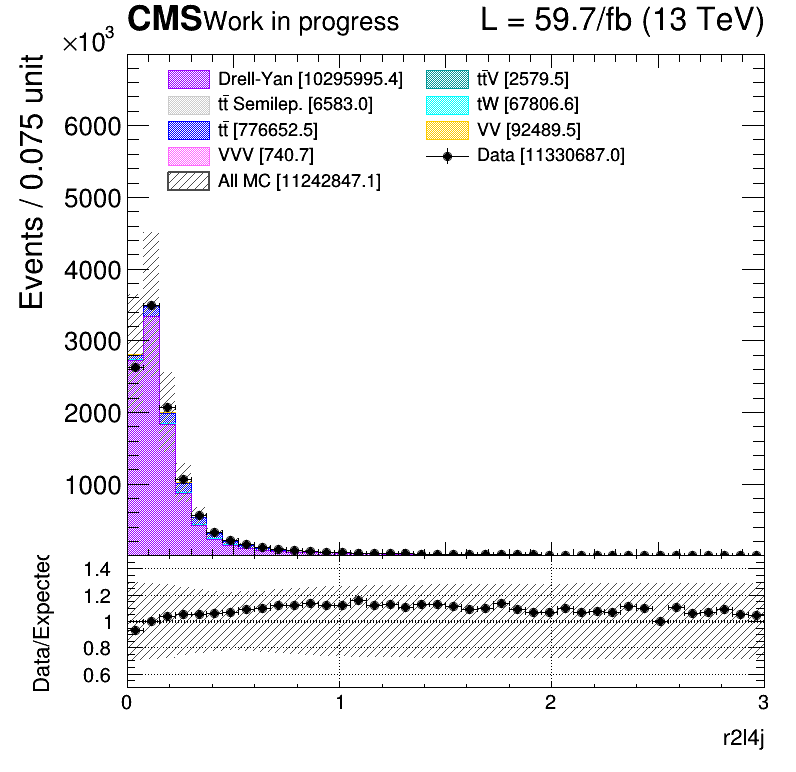 CMS Work in progress L = 59.7/fb (13 TeV)
×10³
Drell-Yan [10295995.4] tt̄V [2579.5]
tt̄ Semilep. [6583.0] tW [67806.6]
tt̄ [776652.5] VV [92489.5]
VVV [740.7] Data [11330687.0]
All MC [11242847.1]
Events / 0.075 unit
6000
5000
4000
3000
2000
1000
Data/Expected
1.4
1.2
1
0.8
0.6
0 1 2 3
r2l4j